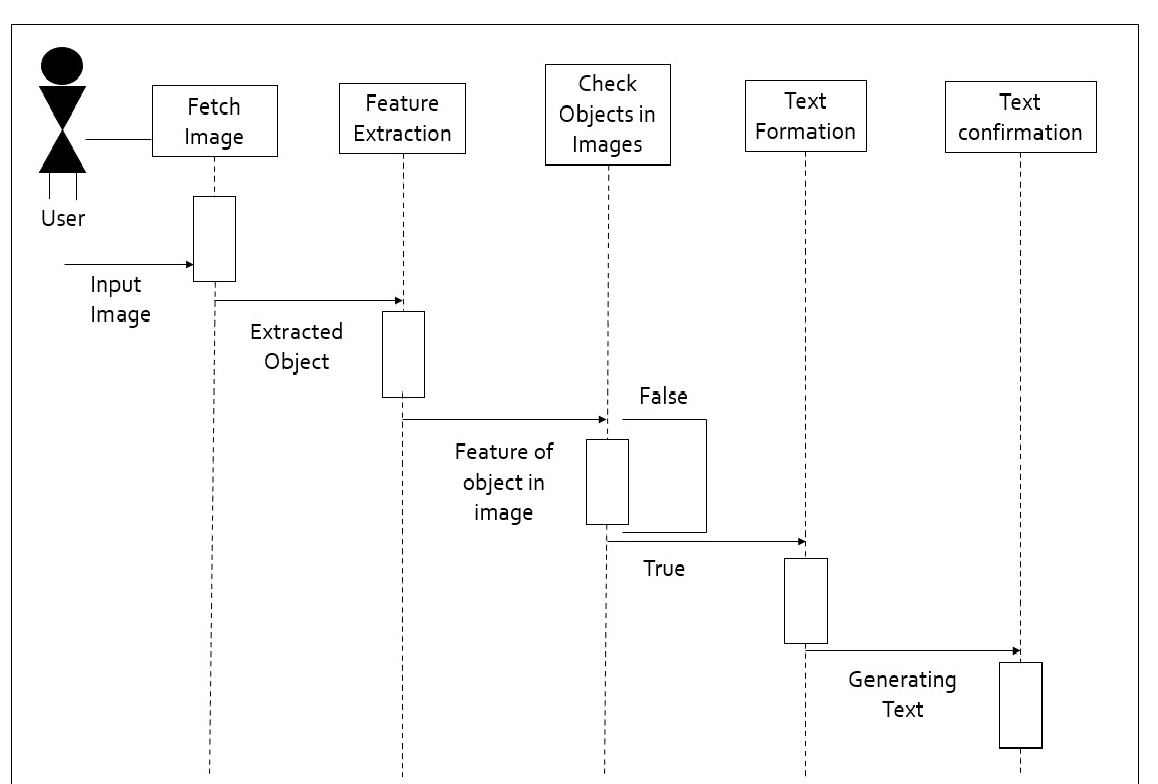 Fetch
Image
Feature
Extraction
Check
Objects in
Images
Text
Formation
Text
confirmation
User
Input
Image
Extracted
Object
False
Feature of
object in
image
True
Generating
Text